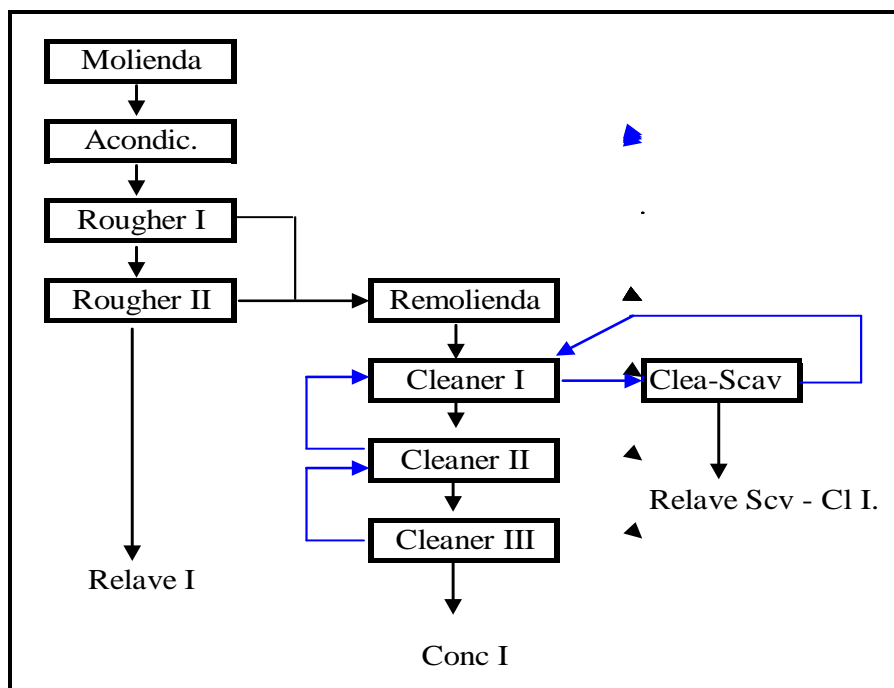 Molienda
Acondic.
Rougher I
Rougher II
Remolienda
Cleaner I
Clea-Scav
Cleaner II
Relave Scv - Cl I.
Cleaner III
Relave I
Conc I